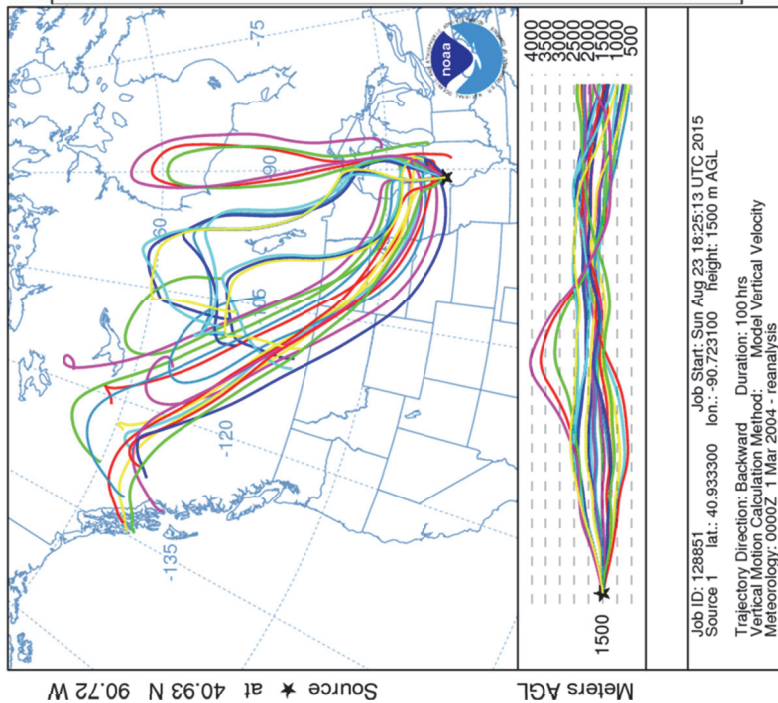 Source ★ at 40.93 N 90.72 W
-75
-90
-105
-120
-135
noaa
Meters AGL
1500
4000
3500
3000
2500
2000
1500
1000
500
Job ID: 128851 Job Start: Sun Aug 23 18:25:13 UTC 2015
Source 1 lat.: 40.933300 lon.: -90.723100 height: 1500 m AGL
Trajectory Direction: Backward Duration: 100 hrs
Vertical Motion Calculation Method: Model Vertical Velocity
Meteorology: 0000Z 1 Mar 2004 - reanalysis